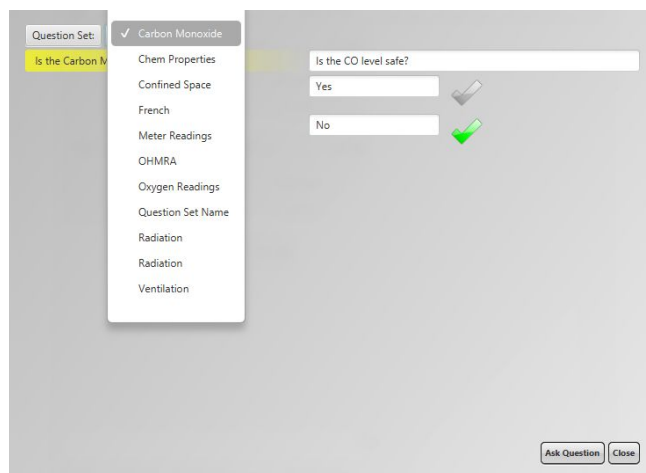 Question Set:
✓ Carbon Monoxide
Chem Properties
Confined Space
French
Meter Readings
OHMRA
Oxygen Readings
Question Set Name
Radiation
Radiation
Ventilation
Is the Carbon M
Is the CO level safe?
Yes
No
Ask Question
Close